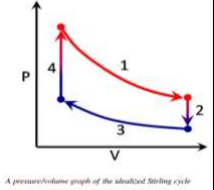 1
4
P
2
3
V
A pressure/volume graph of the idealized Stirling cycle